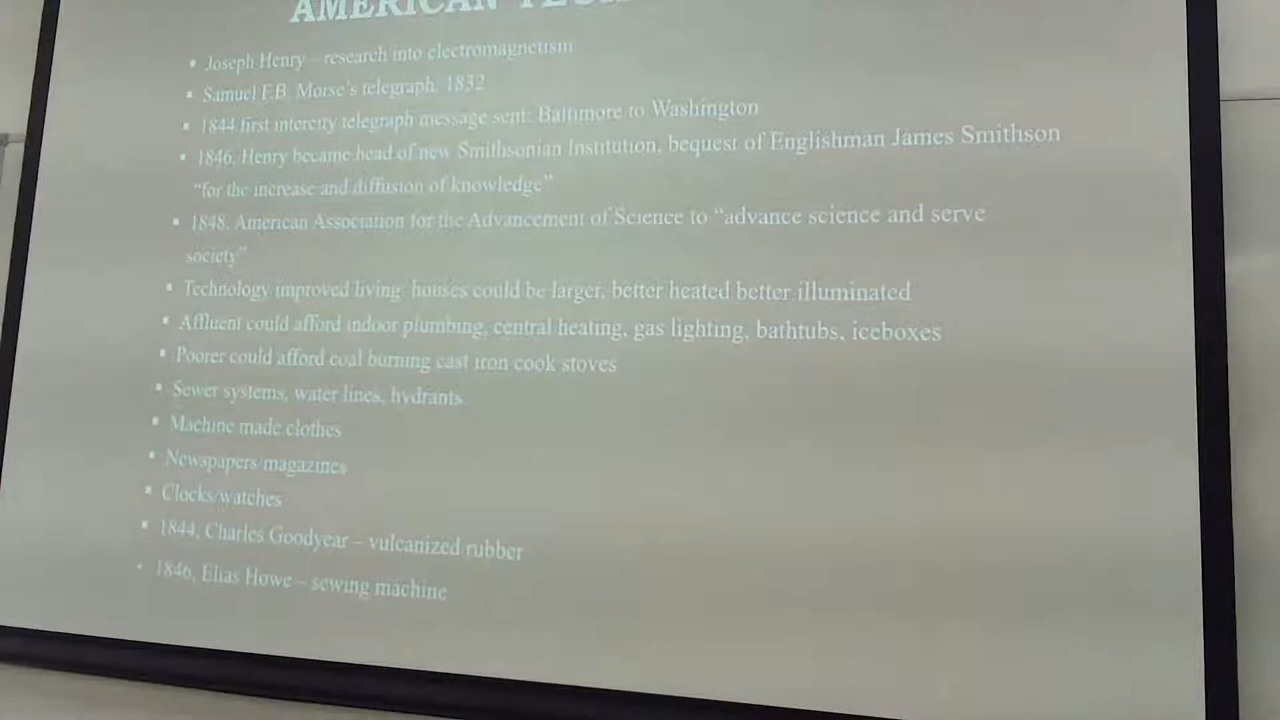 AMERICAN
▪ Joseph Henry – research into electromagnetism
▪ Samuel F.B. Morse's telegraph, 1832
▪ 1844 first intercity telegraph message sent: Baltimore to Washington
▪ 1846, Henry became head of new Smithsonian Institution, bequest of Englishman James Smithson
“for the increase and diffusion of knowledge”
▪ 1848, American Association for the Advancement of Science to “advance science and serve
society”
▪ Technology improved living: houses could be larger, better heated better illuminated
▪ Affluent could afford indoor plumbing, central heating, gas lighting, bathtubs, iceboxes
▪ Poorer could afford coal burning cast iron cook stoves
▪ Sewer systems, water lines, hydrants
▪ Machine made clothes
▪ Newspapers/magazines
▪ Clocks/watches
▪ 1844, Charles Goodyear – vulcanized rubber
▪ 1846, Elias Howe – sewing machine